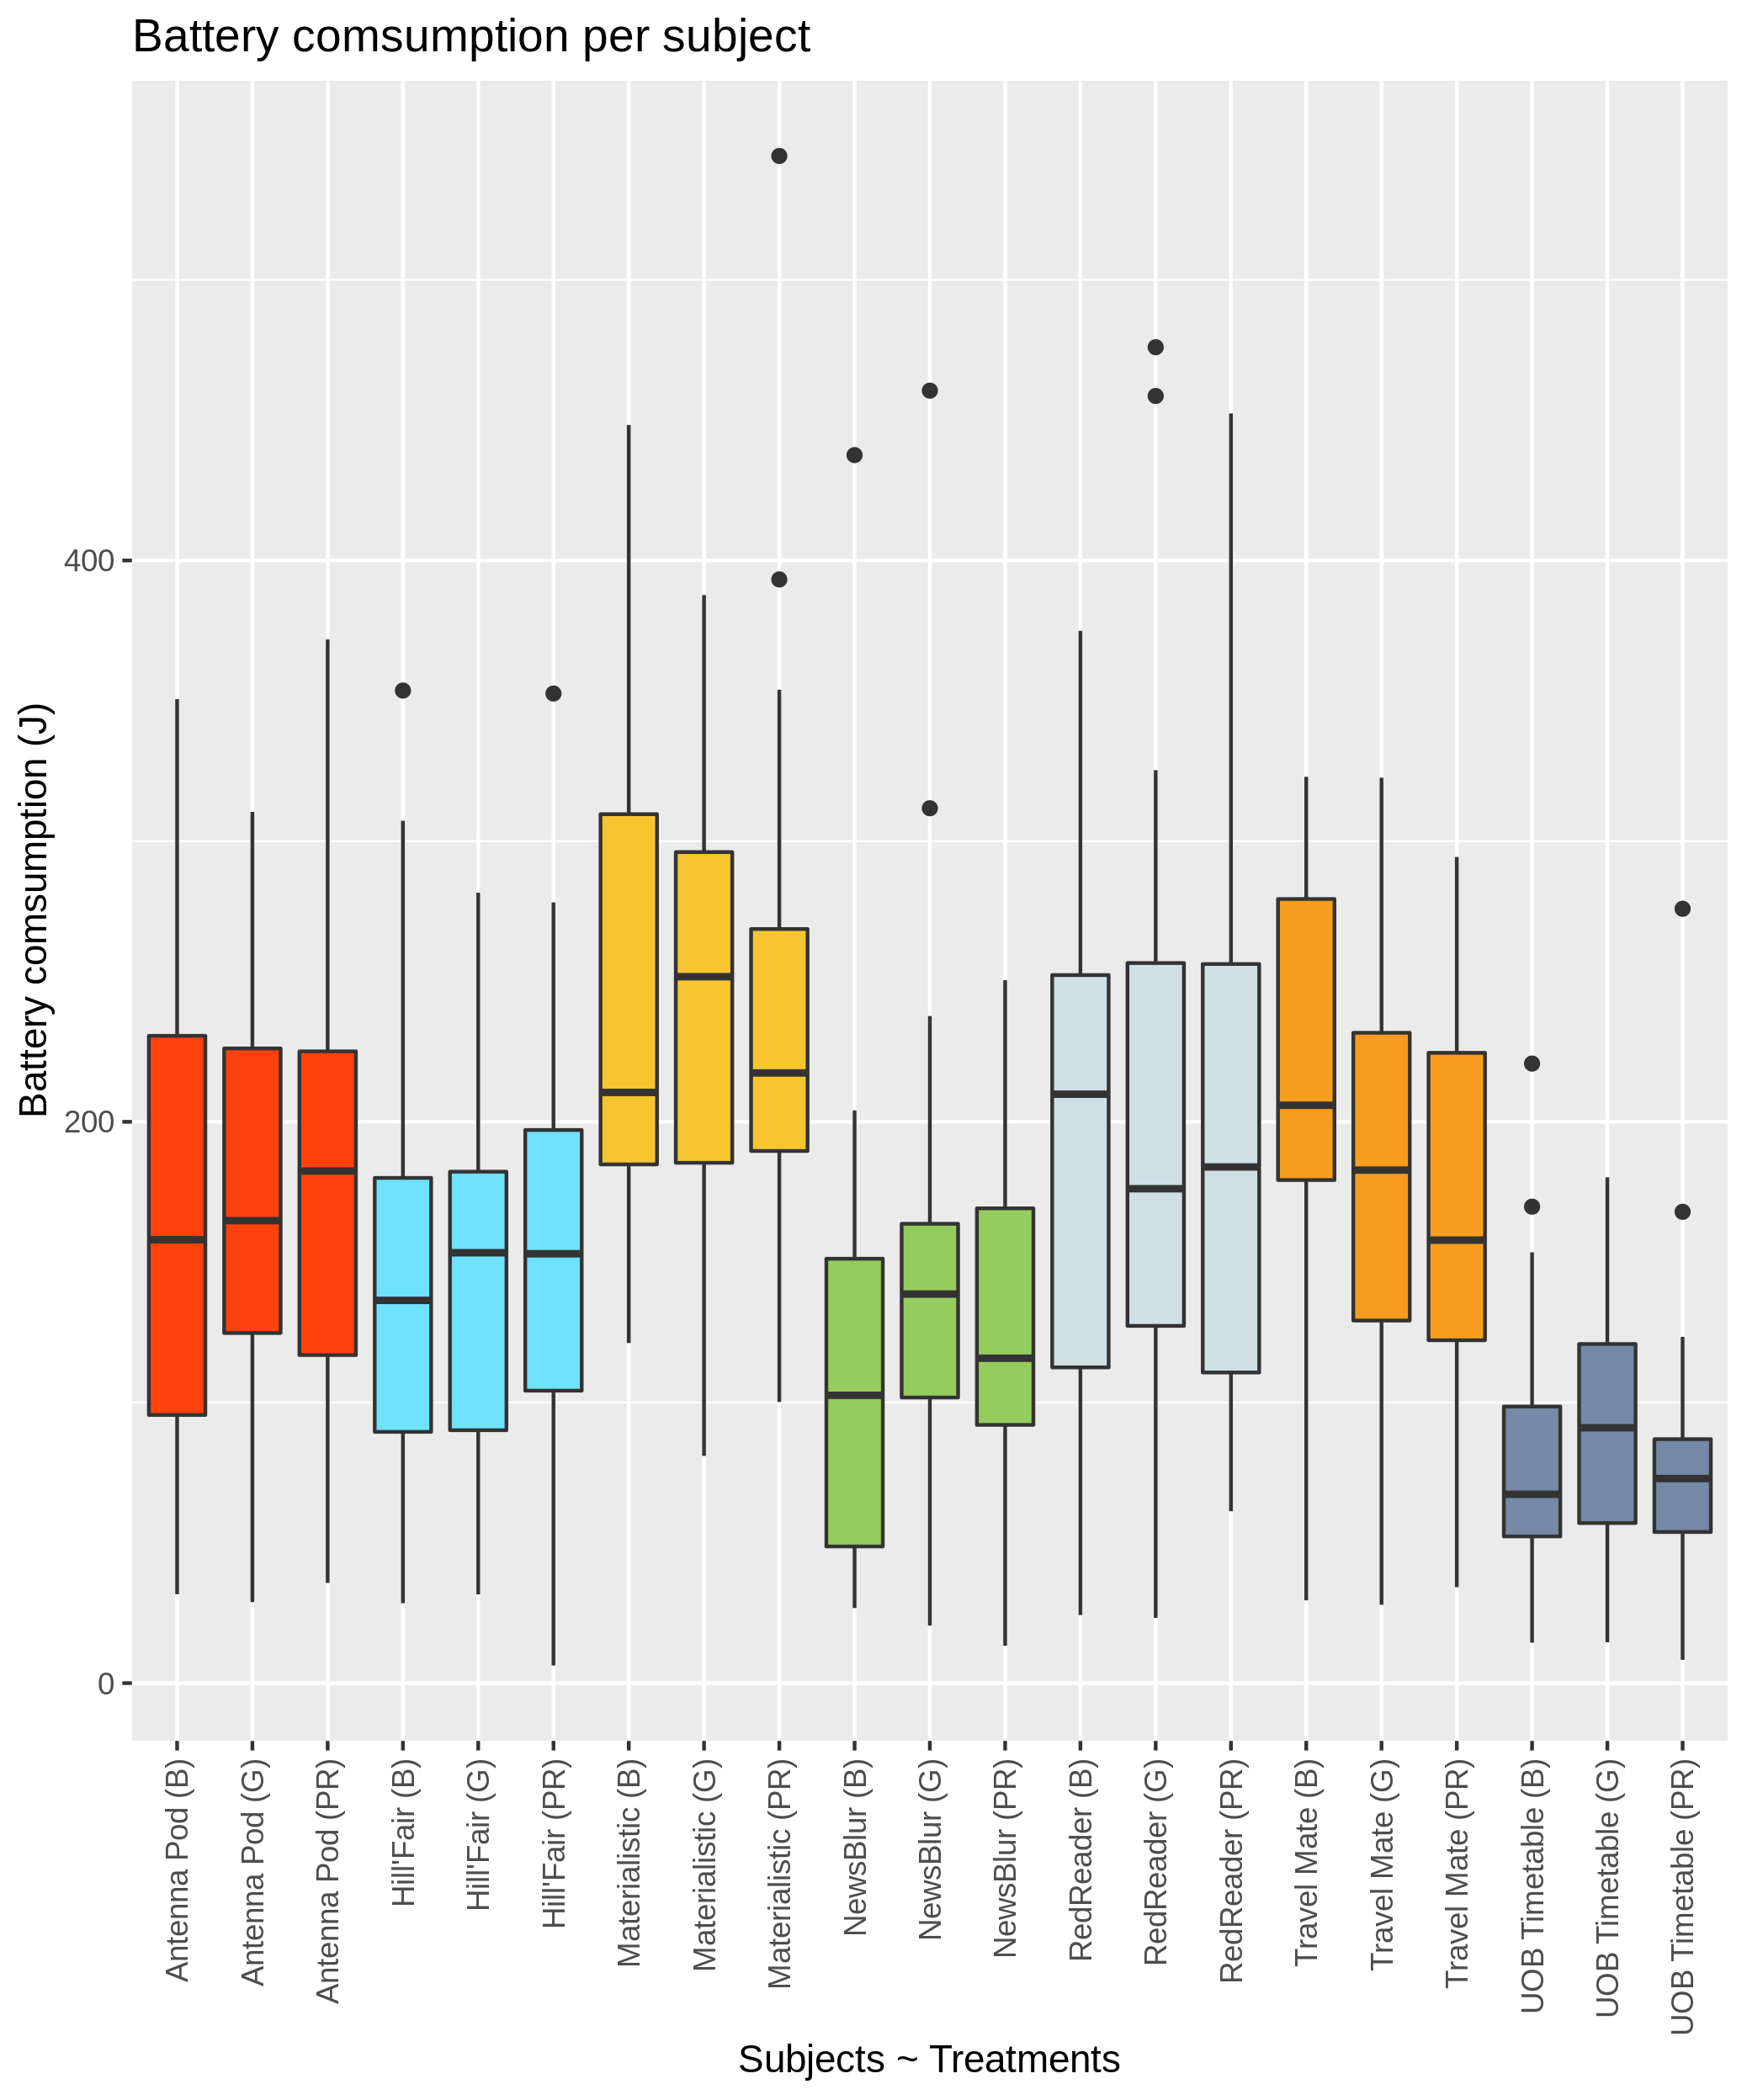 Battery comsumption per subject
Battery comsumption (J)
400
200
0
Antenna Pod (B)
Antenna Pod (G)
Antenna Pod (PR)
Hill'Fair (B)
Hill'Fair (G)
Hill'Fair (PR)
Materialistic (B)
Materialistic (G)
Materialistic (PR)
NewsBlur (B)
NewsBlur (G)
NewsBlur (PR)
RedReader (B)
RedReader (G)
RedReader (PR)
Travel Mate (B)
Travel Mate (G)
Travel Mate (PR)
UOB Timetable (B)
UOB Timetable (G)
UOB Timetable (PR)
Subjects ~ Treatments